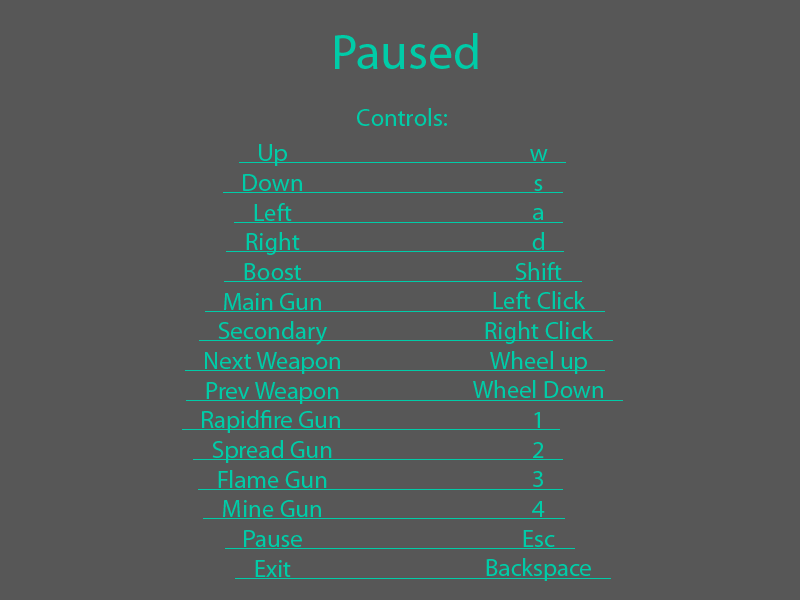 Paused
Controls:
Up w
Down s
Left a
Right d
Boost Shift
Main Gun Left Click
Secondary Right Click
Next Weapon Wheel up
Prev Weapon Wheel Down
Rapidfire Gun 1
Spread Gun 2
Flame Gun 3
Mine Gun 4
Pause Esc
Exit Backspace